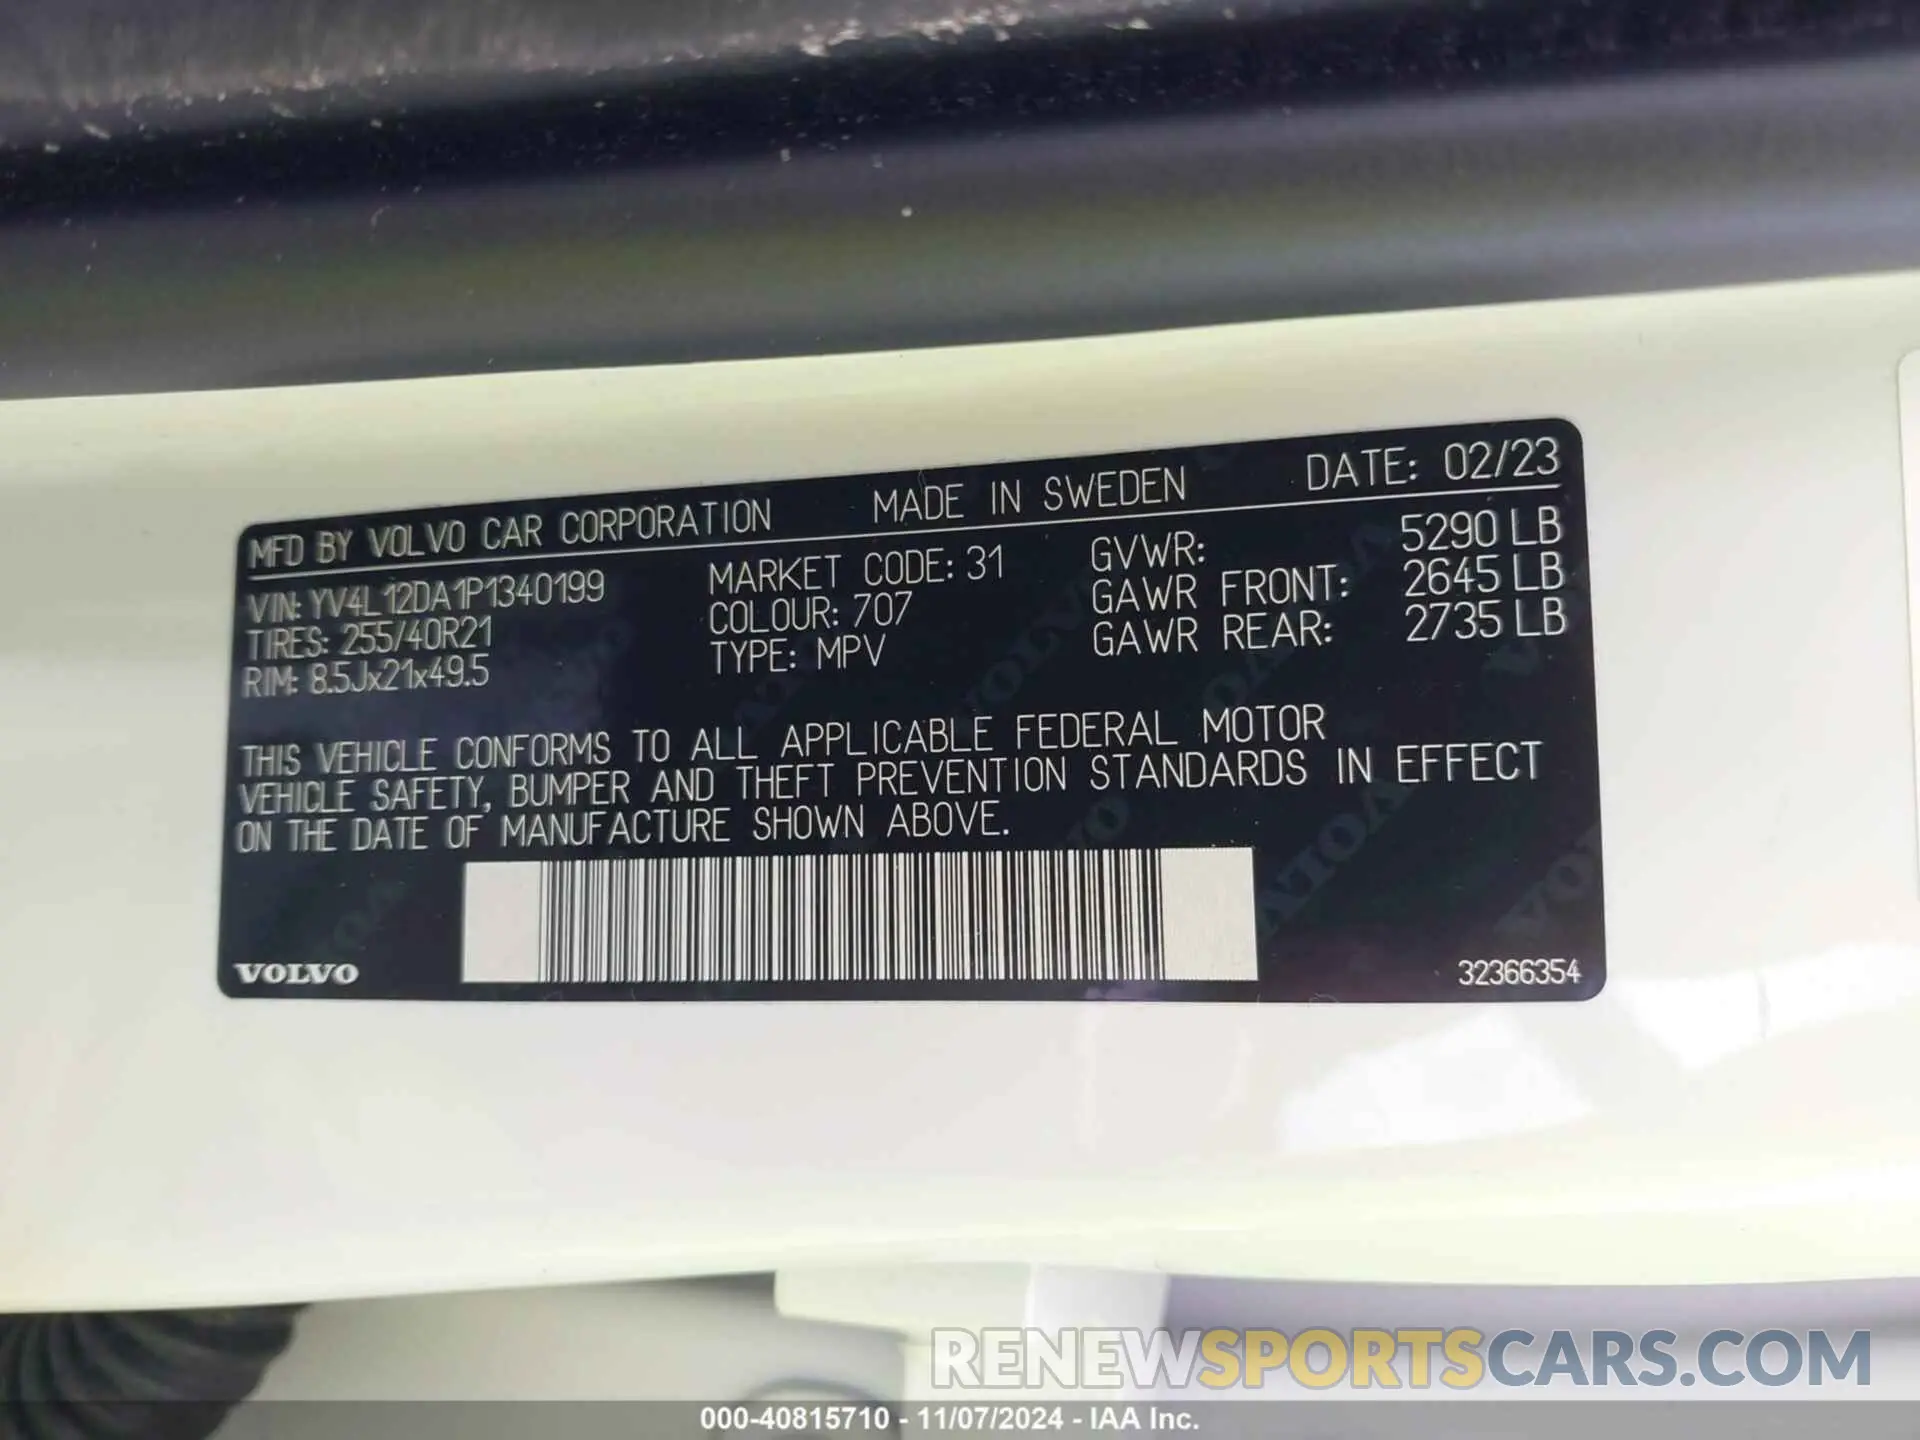 MFD BY VOLVO CAR CORPORATION MADE IN SWEDEN DATE: 02/23
VIN: YV4L12DA1P1340199 MARKET CODE: 31 GVWR: 5290 LB
TIRES: 255/40R21 COLOUR: 707 GAWR FRONT: 2645 LB
RIM: 8.5Jx21x49.5 TYPE: MPV GAWR REAR: 2735 LB
THIS VEHICLE CONFORMS TO ALL APPLICABLE FEDERAL MOTOR
VEHICLE SAFETY, BUMPER AND THEFT PREVENTION STANDARDS IN EFFECT
ON THE DATE OF MANUFACTURE SHOWN ABOVE.
VOLVO 32366354
RENEWSPORTSCARS.COM
000-40815710 - 11/07/2024 - IAA Inc.